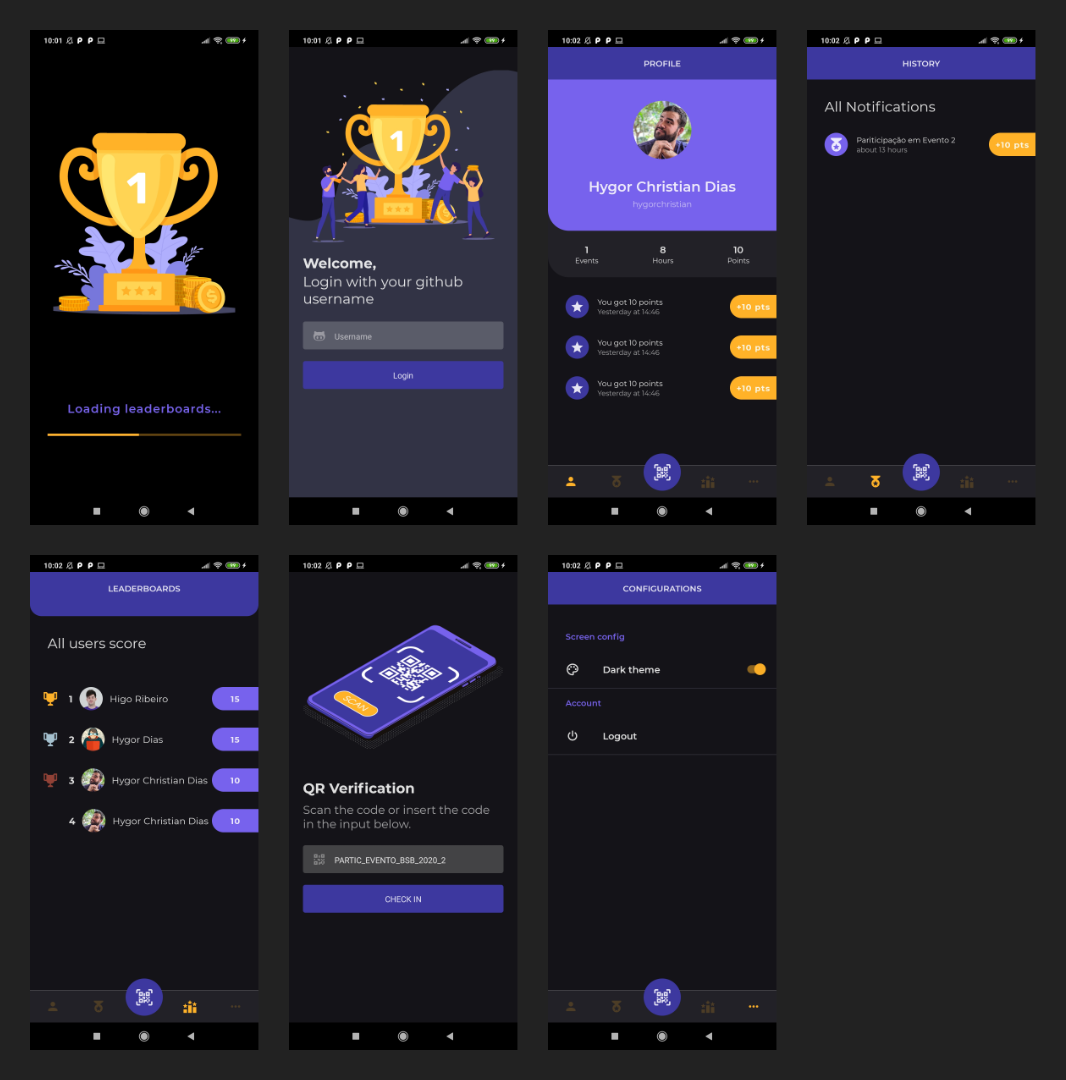 10:01
1
Loading leaderboards...
10:01
1
Welcome,
Login with your github
username
Username
Login
10:02
PROFILE
Hygor Christian Dias
hygorchristian
1 8 10
Events Hours Points
You got 10 points
Yesterday at 14:46
+10 pts
You got 10 points
Yesterday at 14:46
+10 pts
You got 10 points
Yesterday at 14:46
+10 pts
10:02
HISTORY
All Notifications
Pariticipação em Evento 2
about 13 hours
+10 pts
10:02
LEADERBOARDS
All users score
1 Higo Ribeiro 15
2 Hygor Dias 15
3 Hygor Christian Dias 10
4 Hygor Christian Dias 10
10:02
SCAN
QR Verification
Scan the code or insert the code
in the input below.
PARTIC_EVENTO_BSB_2020_2
CHECK IN
10:02
CONFIGURATIONS
Screen config
Dark theme
Account
Logout